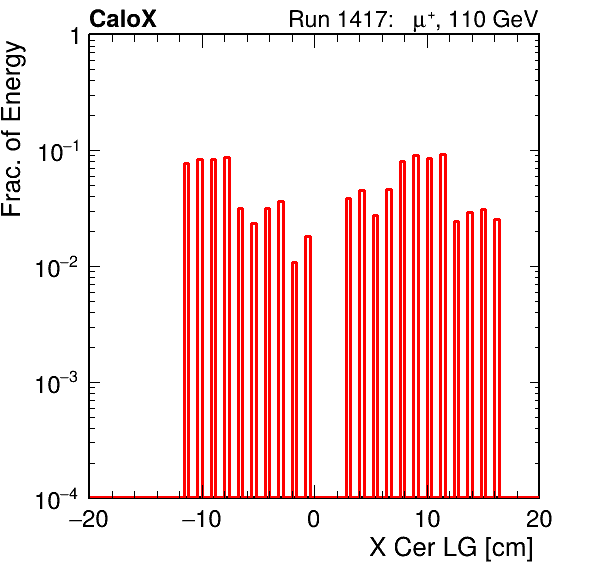 CaloX Run 1417: μ⁺, 110 GeV
Frac. of Energy
1
10⁻¹
10⁻²
10⁻³
10⁻⁴
−20 −10 0 10 20
X Cer LG [cm]